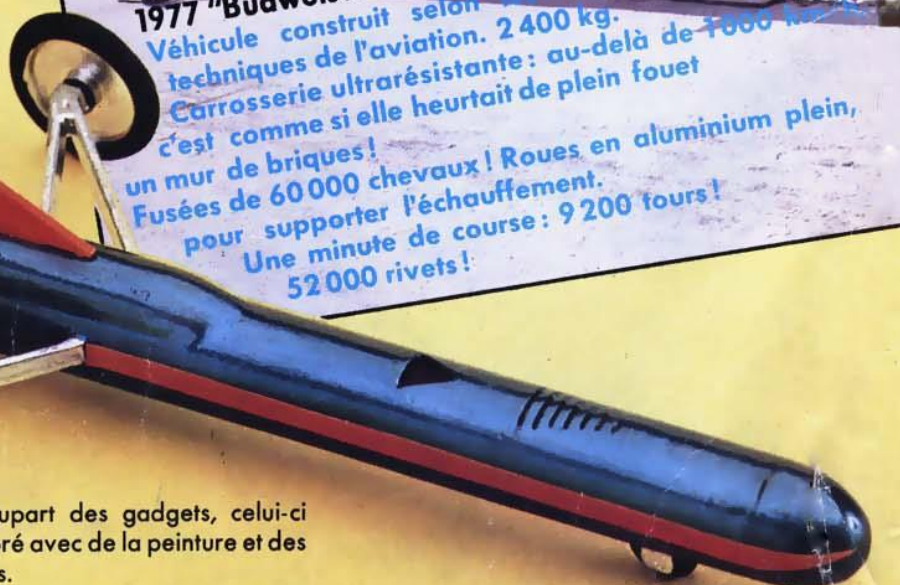 1977 "Budweis
Véhicule construit selon
techniques de l'aviation. 2 400 kg.
Carrosserie ultrarésistante : au-delà de 1000
c'est comme si elle heurtait de plein fouet
un mur de briques !
Fusées de 60 000 chevaux ! Roues en aluminium plein,
pour supporter l'échauffement.
Une minute de course : 9 200 tours !
52 000 rivets !
upart des gadgets, celui-ci
ré avec de la peinture et des
s.